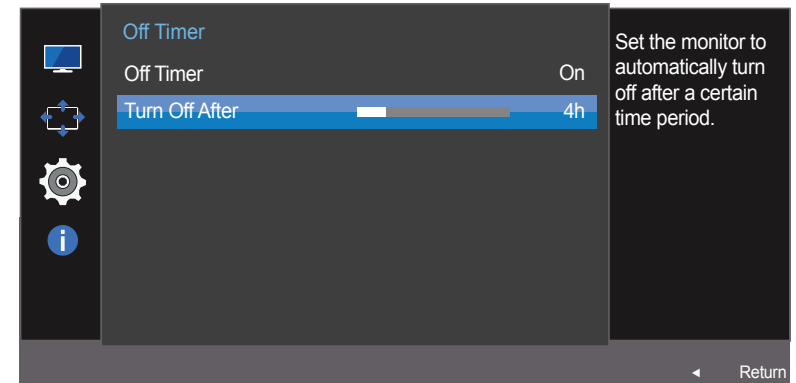 Off Timer
Off Timer On
Turn Off After 4h
Set the monitor to
automatically turn
off after a certain
time period.
i
◄ Return